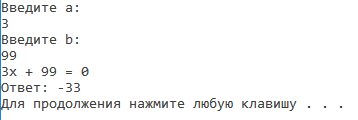 Введите a:
3
Введите b:
99
3x + 99 = 0
Ответ: -33
Для продолжения нажмите любую клавишу . . .